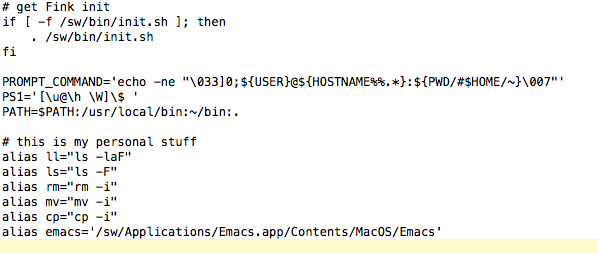 # get Fink init
if [ -f /sw/bin/init.sh ]; then
    . /sw/bin/init.sh
fi

PROMPT_COMMAND='echo -ne "\033]0;${USER}@${HOSTNAME%%.*}:${PWD/#$HOME/~}\007"'
PS1='[\u@\h \W]\$ '
PATH=$PATH:/usr/local/bin:~/bin:.

# this is my personal stuff
alias ll="ls -laF"
alias ls="ls -F"
alias rm="rm -i"
alias mv="mv -i"
alias cp="cp -i"
alias emacs='/sw/Applications/Emacs.app/Contents/MacOS/Emacs'